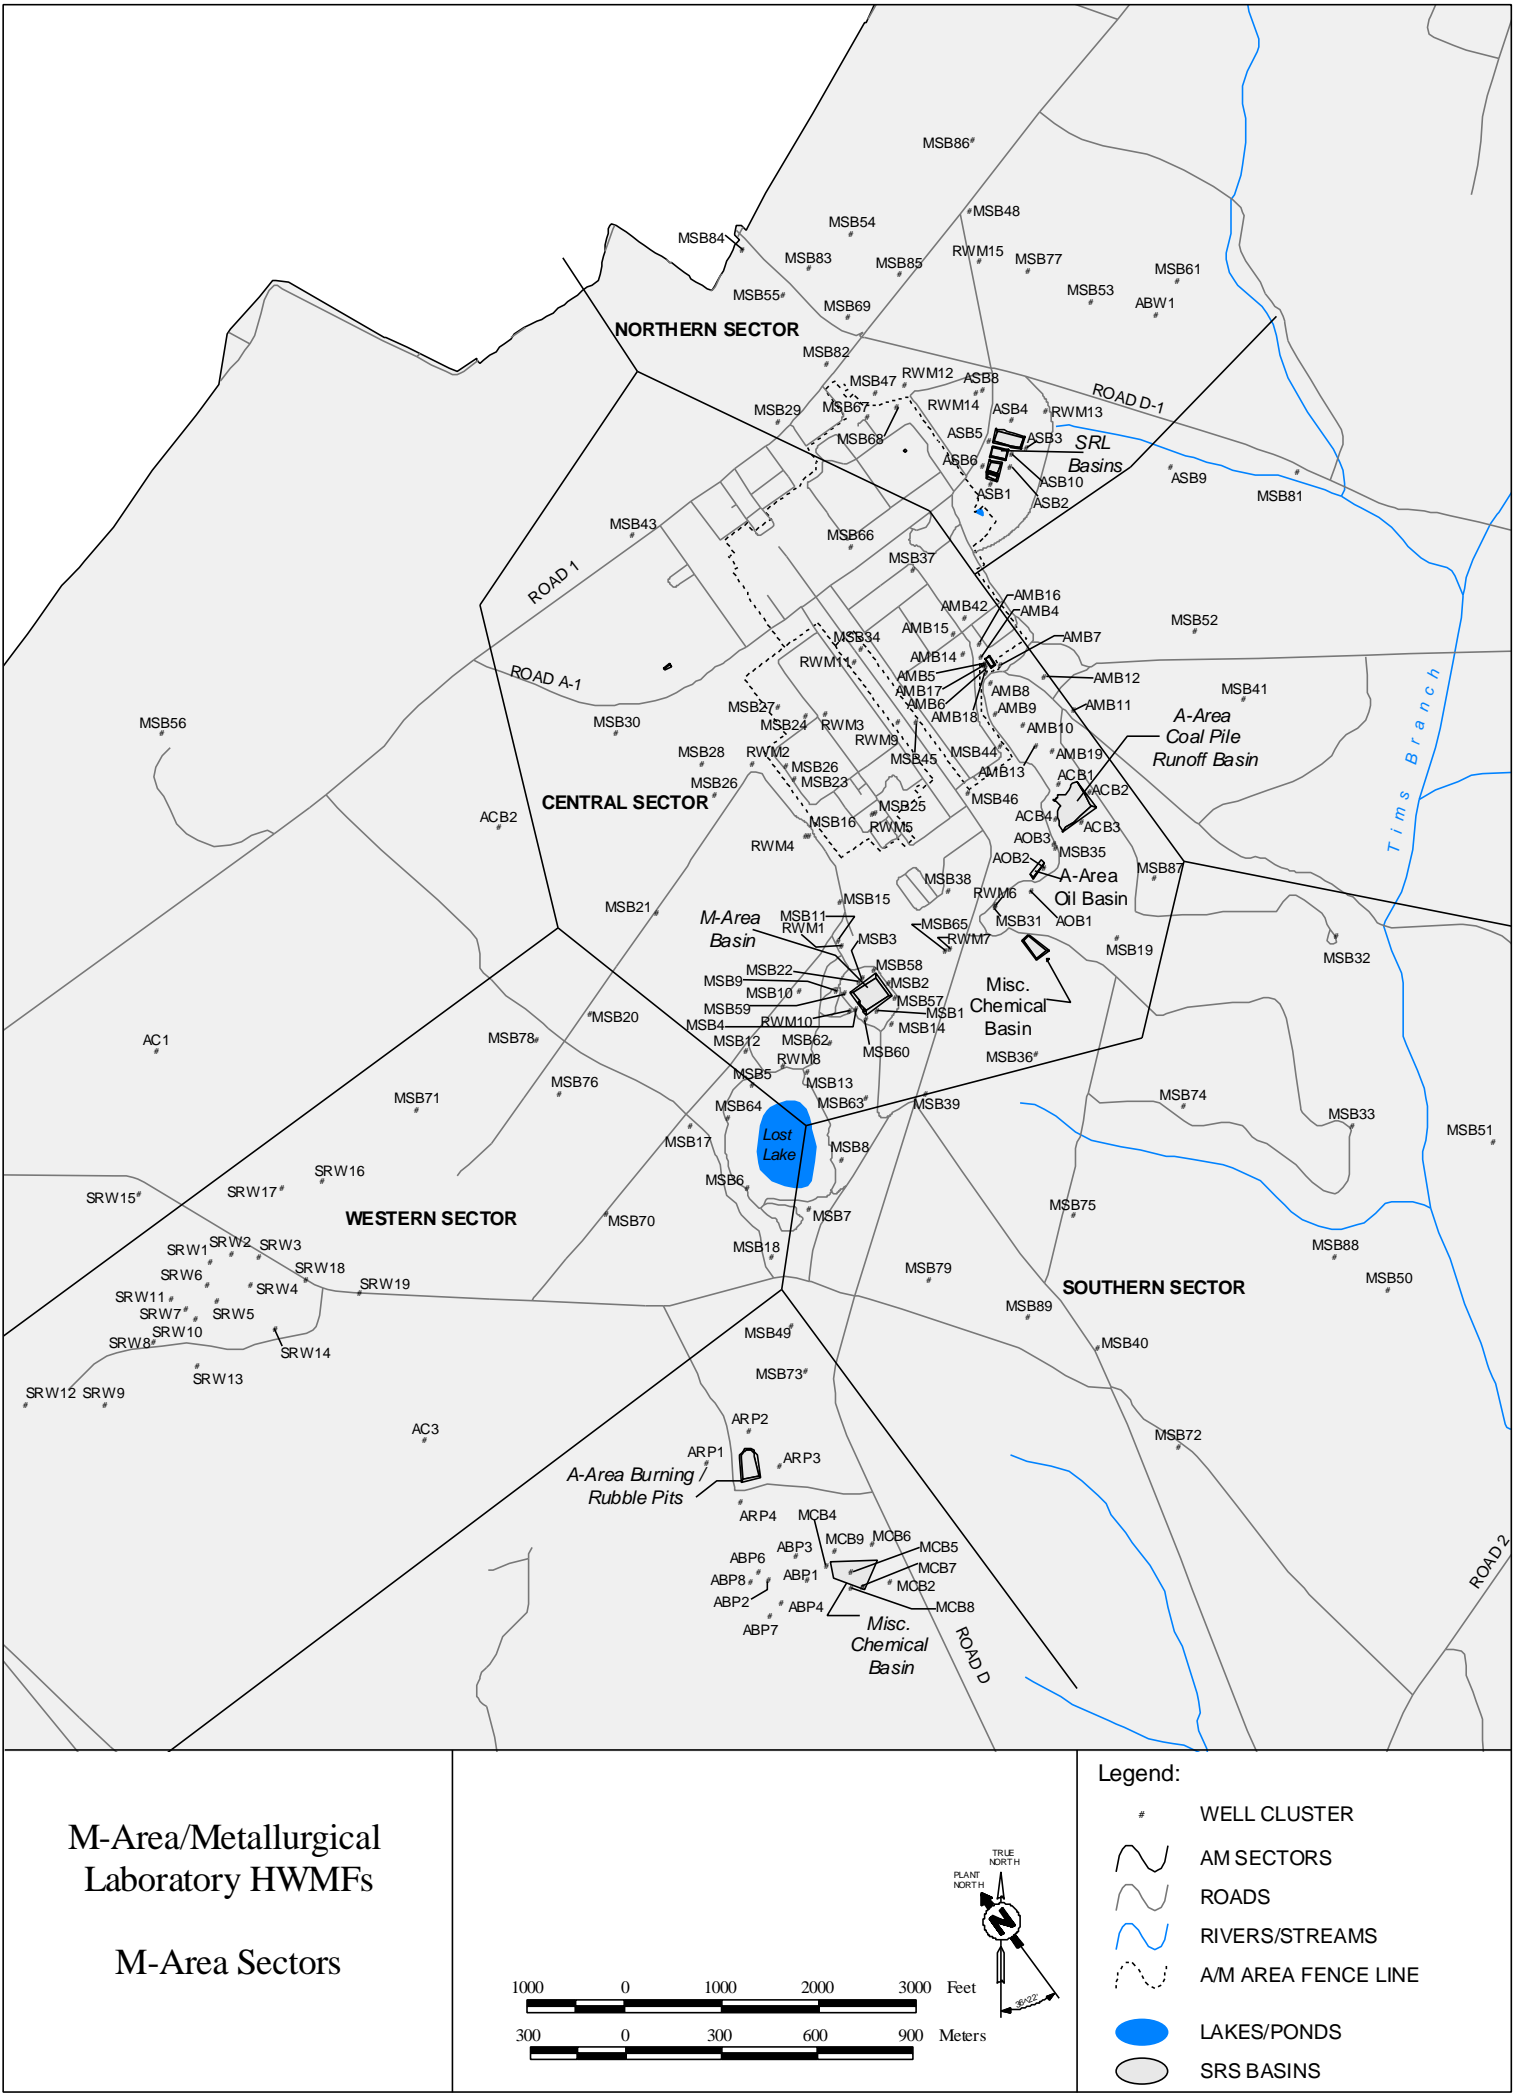 MSB86
MSB48
MSB54
MSB84
MSB83
MSB85
RWM15
MSB77
MSB61
MSB55
MSB53
ABW1
MSB69
NORTHERN SECTOR
MSB82
RWM12
MSB47
ASB8
ROAD D-1
MSB29
MSB67
RWM14
ASB4
RWM13
MSB68
ASB5
ASB3
SRL
Basins
ASB6
ASB10
ASB9
ASB1
ASB2
MSB81
MSB43
MSB66
MSB37
ROAD 1
AMB16
AMB42
AMB4
MSB52
AMB15
MSB34
AMB7
RWM11
AMB14
AMB5
AMB12
ROAD A-1
AMB17
AMB8
MSB41
AMB6
AMB11
MSB27
AMB18
AMB9
A-Area
Coal Pile
Runoff Basin
MSB56
MSB30
MSB24
RWM3
RWM9
AMB10
MSB28
RWM2
MSB45
MSB44
AMB19
Tims Branch
MSB26
MSB26
MSB23
AMB13
ACB1
ACB2
CENTRAL SECTOR
MSB25
MSB46
ACB2
MSB16
RWM5
ACB4
ACB3
RWM4
AOB3
MSB35
AOB2
MSB87
MSB38
A-Area
Oil Basin
MSB21
MSB15
RWM6
M-Area
Basin
MSB11
RWM1
MSB65
MSB31
AOB1
MSB3
RWM7
MSB19
MSB32
MSB22
MSB58
MSB9
MSB10
MSB2
Misc.
Chemical
Basin
MSB59
MSB57
MSB20
MSB4
RWM10
MSB1
MSB14
AC1
MSB78
MSB12
MSB62
MSB60
MSB36
RWM8
MSB5
MSB13
MSB76
MSB71
MSB64
MSB63
MSB39
MSB74
MSB33
MSB51
MSB17
Lost
Lake
MSB8
SRW16
SRW15
SRW17
MSB6
MSB75
WESTERN SECTOR
MSB70
MSB7
SRW1
SRW2
SRW3
MSB18
MSB88
SRW18
MSB79
SRW6
SRW4
SRW19
SOUTHERN SECTOR
MSB50
SRW11
SRW7
SRW5
MSB89
SRW10
SRW8
MSB49
MSB40
SRW14
SRW13
MSB73
SRW12
SRW9
AC3
ARP2
MSB72
ARP1
ARP3
A-Area Burning /
Rubble Pits
ARP4
MCB4
MCB9
MCB6
ABP3
MCB5
ABP6
MCB7
ABP8
ABP1
MCB2
ABP2
ABP4
MCB8
ABP7
Misc.
Chemical
Basin
ROAD D
ROAD 2
M-Area/Metallurgical
Laboratory HWMFs
M-Area Sectors
1000 0 1000 2000 3000 Feet
300 0 300 600 900 Meters
TRUE
NORTH
PLANT
NORTH
N
36^22'
Legend:
# WELL CLUSTER
AM SECTORS
ROADS
RIVERS/STREAMS
A/M AREA FENCE LINE
LAKES/PONDS
SRS BASINS